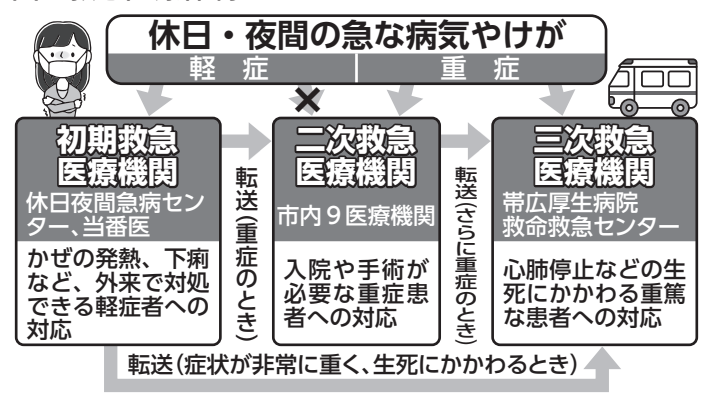 休日・夜間の急な病気やけが
軽 症
重 症
初期救急
医療機関
休日夜間急病セン
ター、当番医
かぜの発熱、下痢
など、外来で対処
できる軽症者への
対応
転送(重症のとき)
二次救急
医療機関
市内9医療機関
入院や手術が
必要な重症患
者への対応
転送(さらに重症のとき)
三次救急
医療機関
帯広厚生病院
救命救急センター
心肺停止などの生
死にかかわる重篤
な患者への対応
転送(症状が非常に重く、生死にかかわるとき)